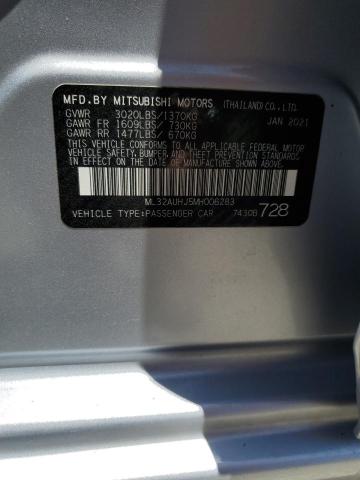 MFD.BY MITSUBISHI MOTORS (THAILAND)CO.,LTD.
GVWR 3020LBS/1370KG JAN 2021
GAWR FR 1609LBS/ 730KG
GAWR RR 1477LBS/ 670KG
THIS VEHICLE CONFORMS TO ALL
APPLICABLE FEDERAL MOTOR VEHICLE
SAFETY, BUMPER, AND THEFT PREVENTION
STANDARDS IN EFFECT ON THE DATE OF
MANUFACTURE SHOWN ABOVE.
ML32AUHJ5MH006283
VEHICLE TYPE:PASSENGER CAR 7430B 728